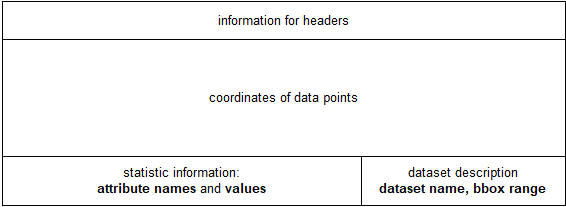 information for headers
coordinates of data points
statistic information:
attribute names and values
dataset description
dataset name, bbox range